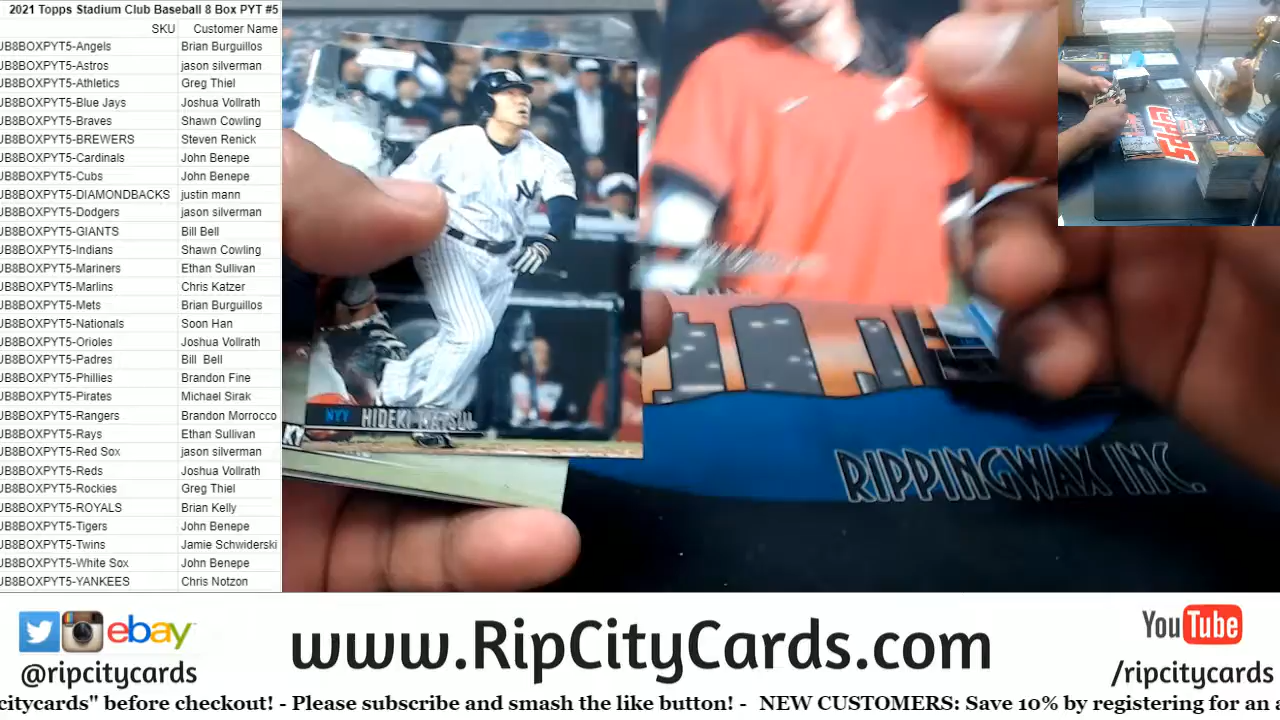 2021 Topps Stadium Club Baseball 8 Box PYT #5
SKU Customer Name
JB8BOXPYT5-Angels Brian Burguillos
JB8BOXPYT5-Astros jason silverman
JB8BOXPYT5-Athletics Greg Thiel
JB8BOXPYT5-Blue Jays Joshua Vollrath
JB8BOXPYT5-Braves Shawn Cowling
JB8BOXPYT5-BREWERS Steven Renick
JB8BOXPYT5-Cardinals John Benepe
JB8BOXPYT5-Cubs John Benepe
JB8BOXPYT5-DIAMONDBACKS justin mann
JB8BOXPYT5-Dodgers jason silverman
JB8BOXPYT5-GIANTS Bill Bell
JB8BOXPYT5-Indians Shawn Cowling
JB8BOXPYT5-Mariners Ethan Sullivan
JB8BOXPYT5-Marlins Chris Katzer
JB8BOXPYT5-Mets Brian Burguillos
JB8BOXPYT5-Nationals Soon Han
JB8BOXPYT5-Orioles Joshua Vollrath
JB8BOXPYT5-Padres Bill Bell
JB8BOXPYT5-Phillies Brandon Fine
JB8BOXPYT5-Pirates Michael Sirak
JB8BOXPYT5-Rangers Brandon Morrocco
JB8BOXPYT5-Rays Ethan Sullivan
JB8BOXPYT5-Red Sox jason silverman
JB8BOXPYT5-Reds Joshua Vollrath
JB8BOXPYT5-Rockies Greg Thiel
JB8BOXPYT5-ROYALS Brian Kelly
JB8BOXPYT5-Tigers John Benepe
JB8BOXPYT5-Twins Jamie Schwiderski
JB8BOXPYT5-White Sox John Benepe
JB8BOXPYT5-YANKEES Chris Notzon
NY
NYY HIDEKI MATSUI
RIPPINGWAX INC.
TOPPS
ebay
@ripcitycards
www.RipCityCards.com
YouTube
/ripcitycards
citycards" before checkout! - Please subscribe and smash the like button! - NEW CUSTOMERS: Save 10% by registering for an a